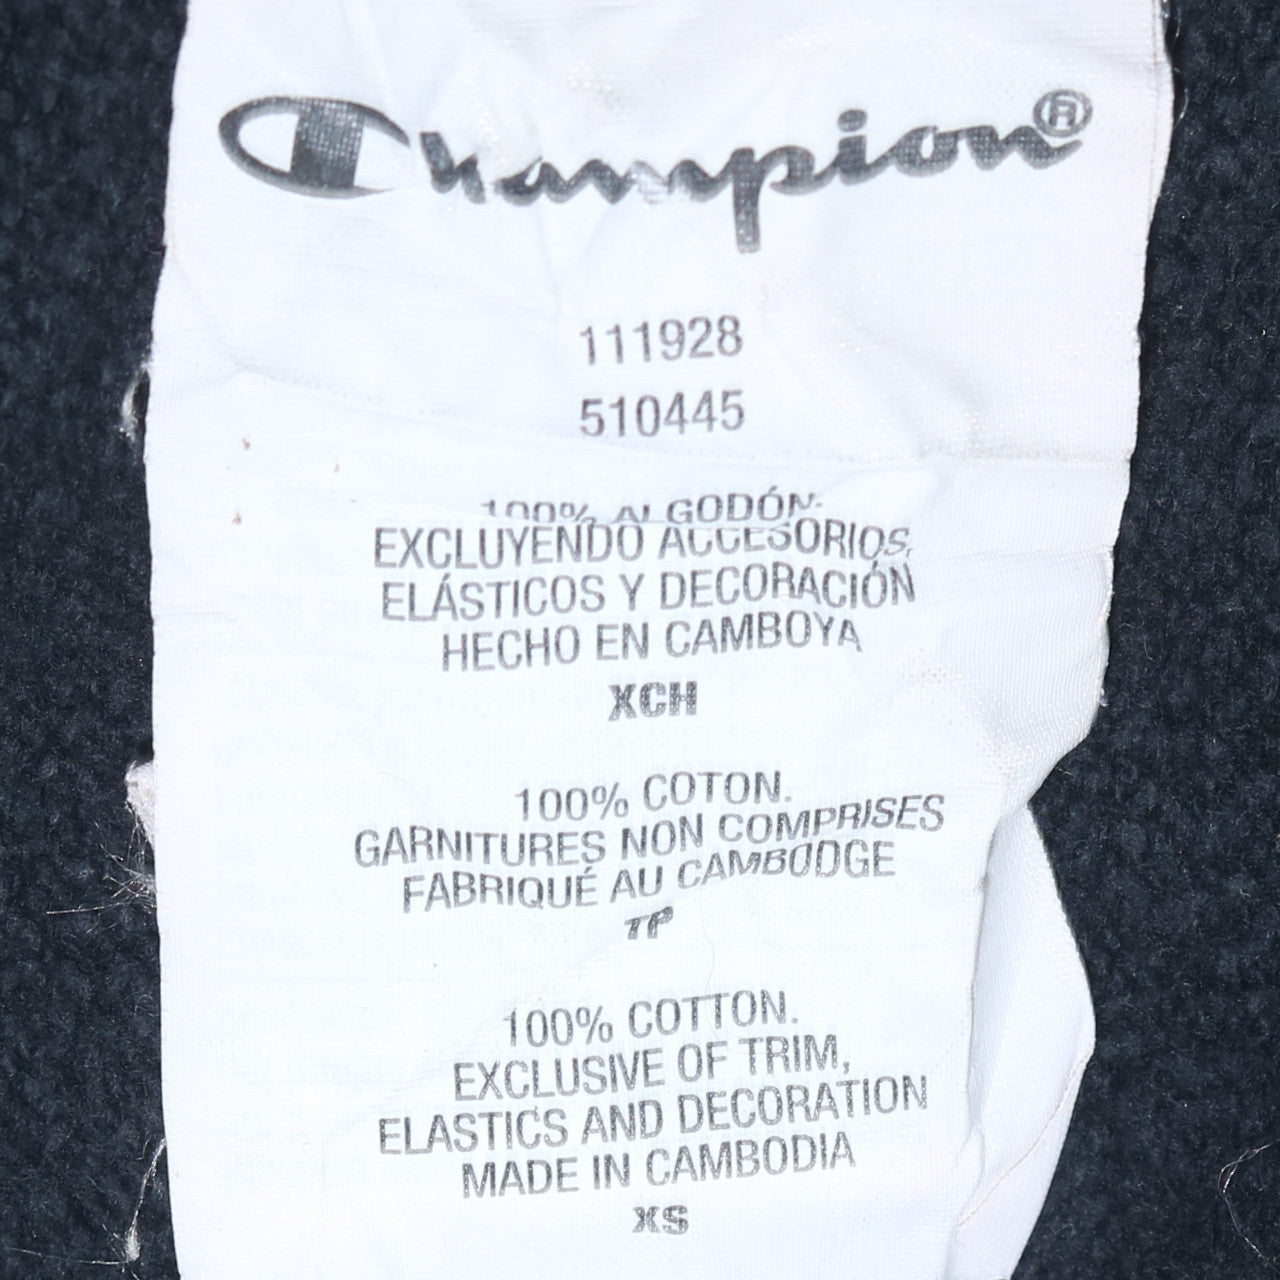 Champion®
111928
510445
100% ALGODÓN.
EXCLUYENDO ACCESORIOS,
ELÁSTICOS Y DECORACIÓN
HECHO EN CAMBOYA
XCH
100% COTON.
GARNITURES NON COMPRISES
FABRIQUÉ AU CAMBODGE
TP
100% COTTON.
EXCLUSIVE OF TRIM,
ELASTICS AND DECORATION
MADE IN CAMBODIA
XS